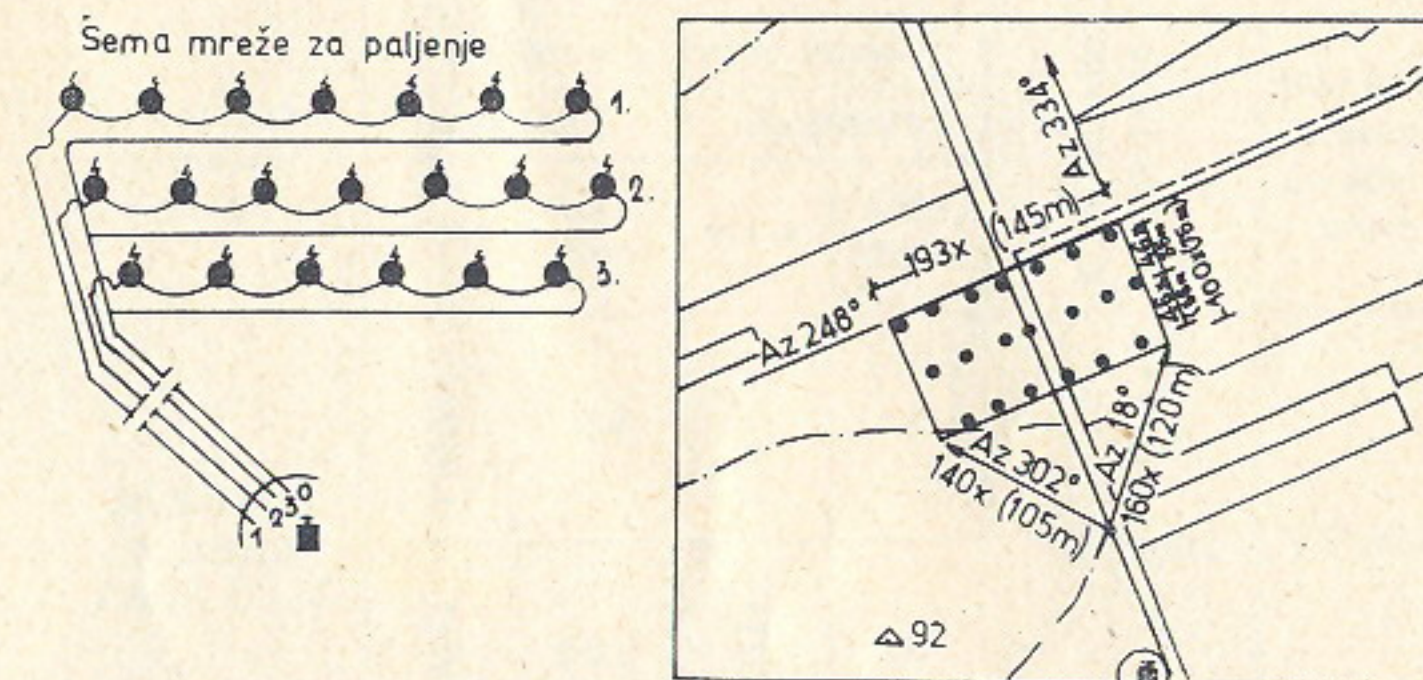 Šema mreže za paljenje
1.
2.
3.
1 2 3 0
Az 334°
(145m)
193x
Az 248°
Az 18°
160x (120m)
Az 302°
140x (105m)
92